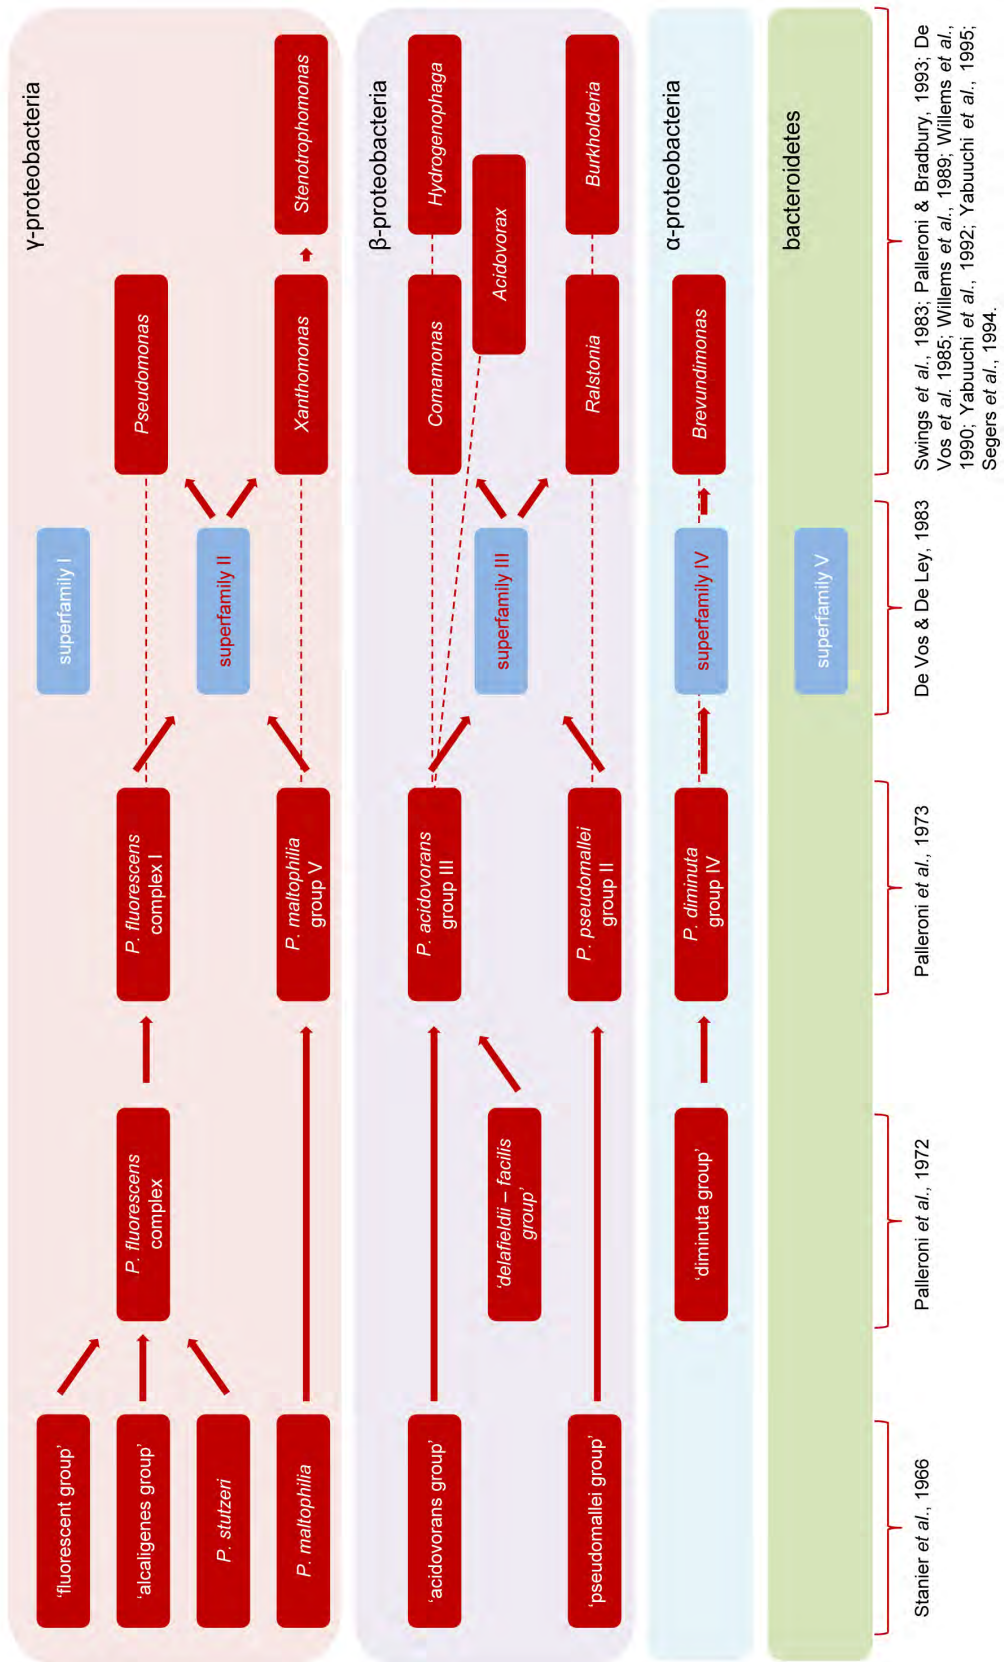 γ-proteobacteria
'fluorescent group'
'alcaligenes group'
P. stutzeri
P. maltophilia
P. fluorescens
complex
P. fluorescens
complex I
P. maltophilia
group V
superfamily I
superfamily II
Pseudomonas
Xanthomonas
Stenotrophomonas
β-proteobacteria
'acidovorans group'
'pseudomallei group'
'delafieldii – facilis
group'
P. acidovorans
group III
P. pseudomallei
group II
superfamily III
Comamonas
Hydrogenophaga
Acidovorax
Ralstonia
Burkholderia
α-proteobacteria
'diminuta group'
P. diminuta
group IV
superfamily IV
Brevundimonas
bacteroidetes
superfamily V
Stanier et al., 1966
Palleroni et al., 1972
Palleroni et al., 1973
De Vos & De Ley, 1983
Swings et al., 1983; Palleroni & Bradbury, 1993; De
Vos et al. 1985; Willems et al., 1989; Willems et al.,
1990; Yabuuchi et al., 1992; Yabuuchi et al., 1995;
Segers et al., 1994.